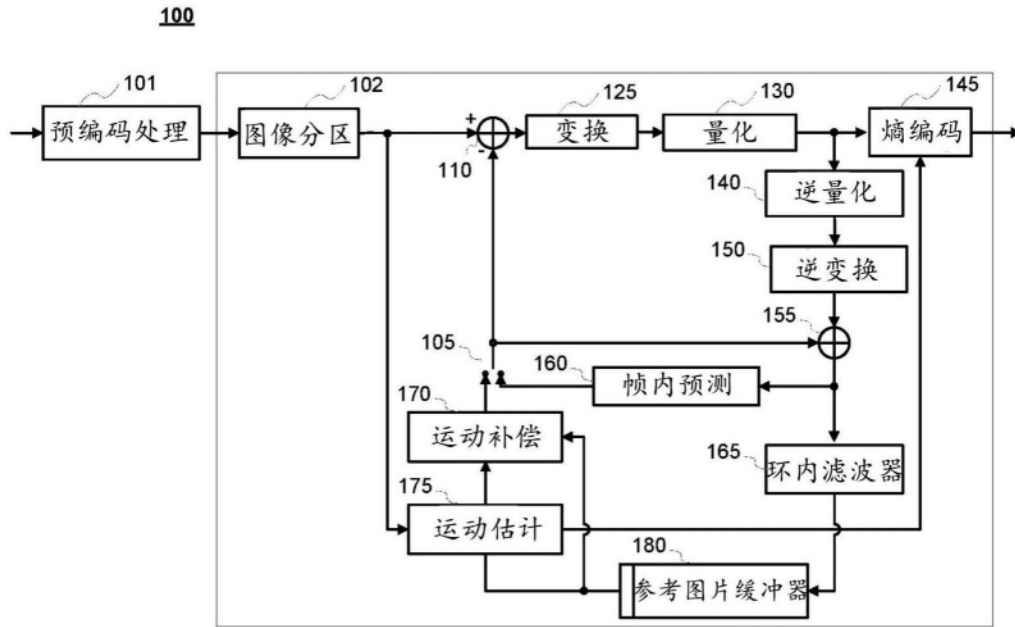 100
101
102
125
130
145
预编码处理
图像分区
+
-
110
变换
量化
熵编码
140
逆量化
150
逆变换
155
105
160
帧内预测
170
运动补偿
165
环内滤波器
175
运动估计
180
参考图片缓冲器